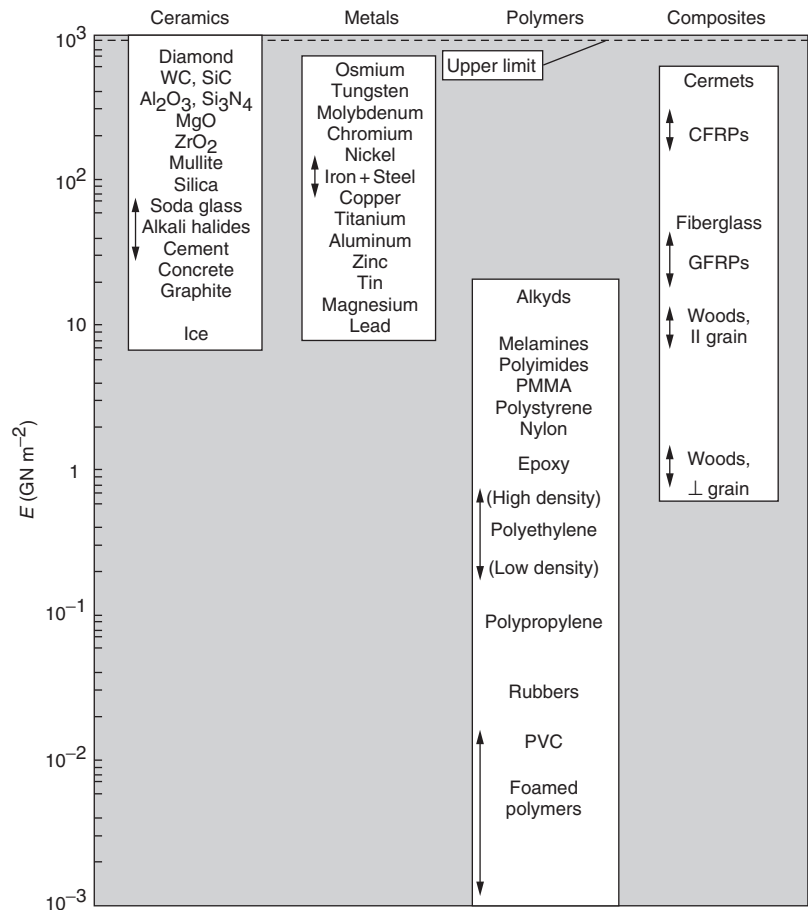 Ceramics
Metals
Polymers
Composites
10³
10²
10
1
10⁻¹
10⁻²
10⁻³
E (GN m⁻²)
Upper limit
Diamond
WC, SiC
Al₂O₃, Si₃N₄
MgO
ZrO₂
Mullite
Silica
Soda glass
Alkali halides
Cement
Concrete
Graphite
Ice
Osmium
Tungsten
Molybdenum
Chromium
Nickel
Iron + Steel
Copper
Titanium
Aluminum
Zinc
Tin
Magnesium
Lead
Alkyds
Melamines
Polyimides
PMMA
Polystyrene
Nylon
Epoxy
(High density)
Polyethylene
(Low density)
Polypropylene
Rubbers
PVC
Foamed
polymers
Cermets
CFRPs
Fiberglass
GFRPs
Woods,
II grain
Woods,
⊥ grain